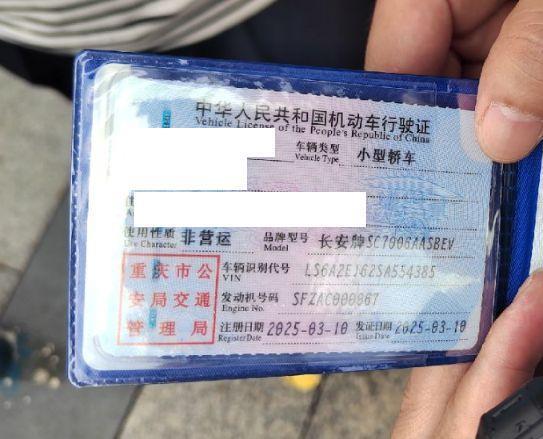 中华人民共和国机动车行驶证
Vehicle License of the People's Republic of China
车辆类型 小型轿车
Vehicle Type
使用性质 非营运 品牌型号 长安牌SC7006AASBEV
Use Character Model
重庆市公 车辆识别代号 LS6A2E162SA554385
VIN
安局交通 发动机号码 SFZAC000067
Engine No.
管理局 注册日期 2025-03-10 发证日期 2025-03-10
Register Date Issue Date